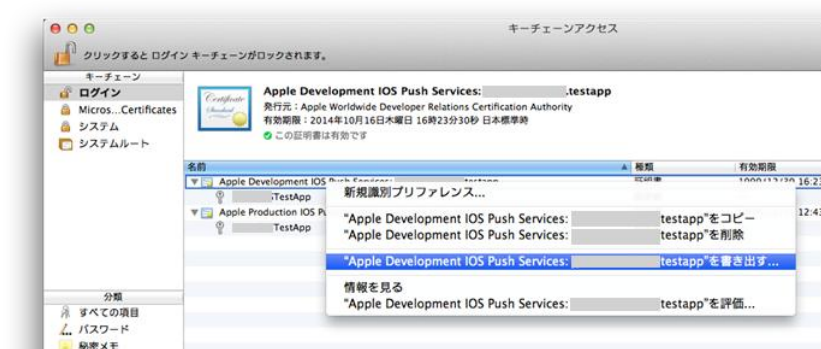 キーチェーンアクセス
クリックすると ログイン キーチェーンがロックされます。
キーチェーン
ログイン
Micros...Certificates
システム
システムルート
Apple Development IOS Push Services: .testapp
発行元：Apple Worldwide Developer Relations Certification Authority
有効期限：2014年10月16日木曜日 16時23分30秒 日本標準時
この証明書は有効です
名前 種類 有効期限
Apple Development IOS Push Services: testapp 証明書
TestApp
Apple Production IOS 12:43
TestApp
新規識別プリファレンス...
"Apple Development IOS Push Services: testapp"をコピー
"Apple Development IOS Push Services: testapp"を削除
"Apple Development IOS Push Services: testapp"を書き出す...
情報を見る
"Apple Development IOS Push Services: testapp"を評価...
分類
すべての項目
パスワード
秘密メモ